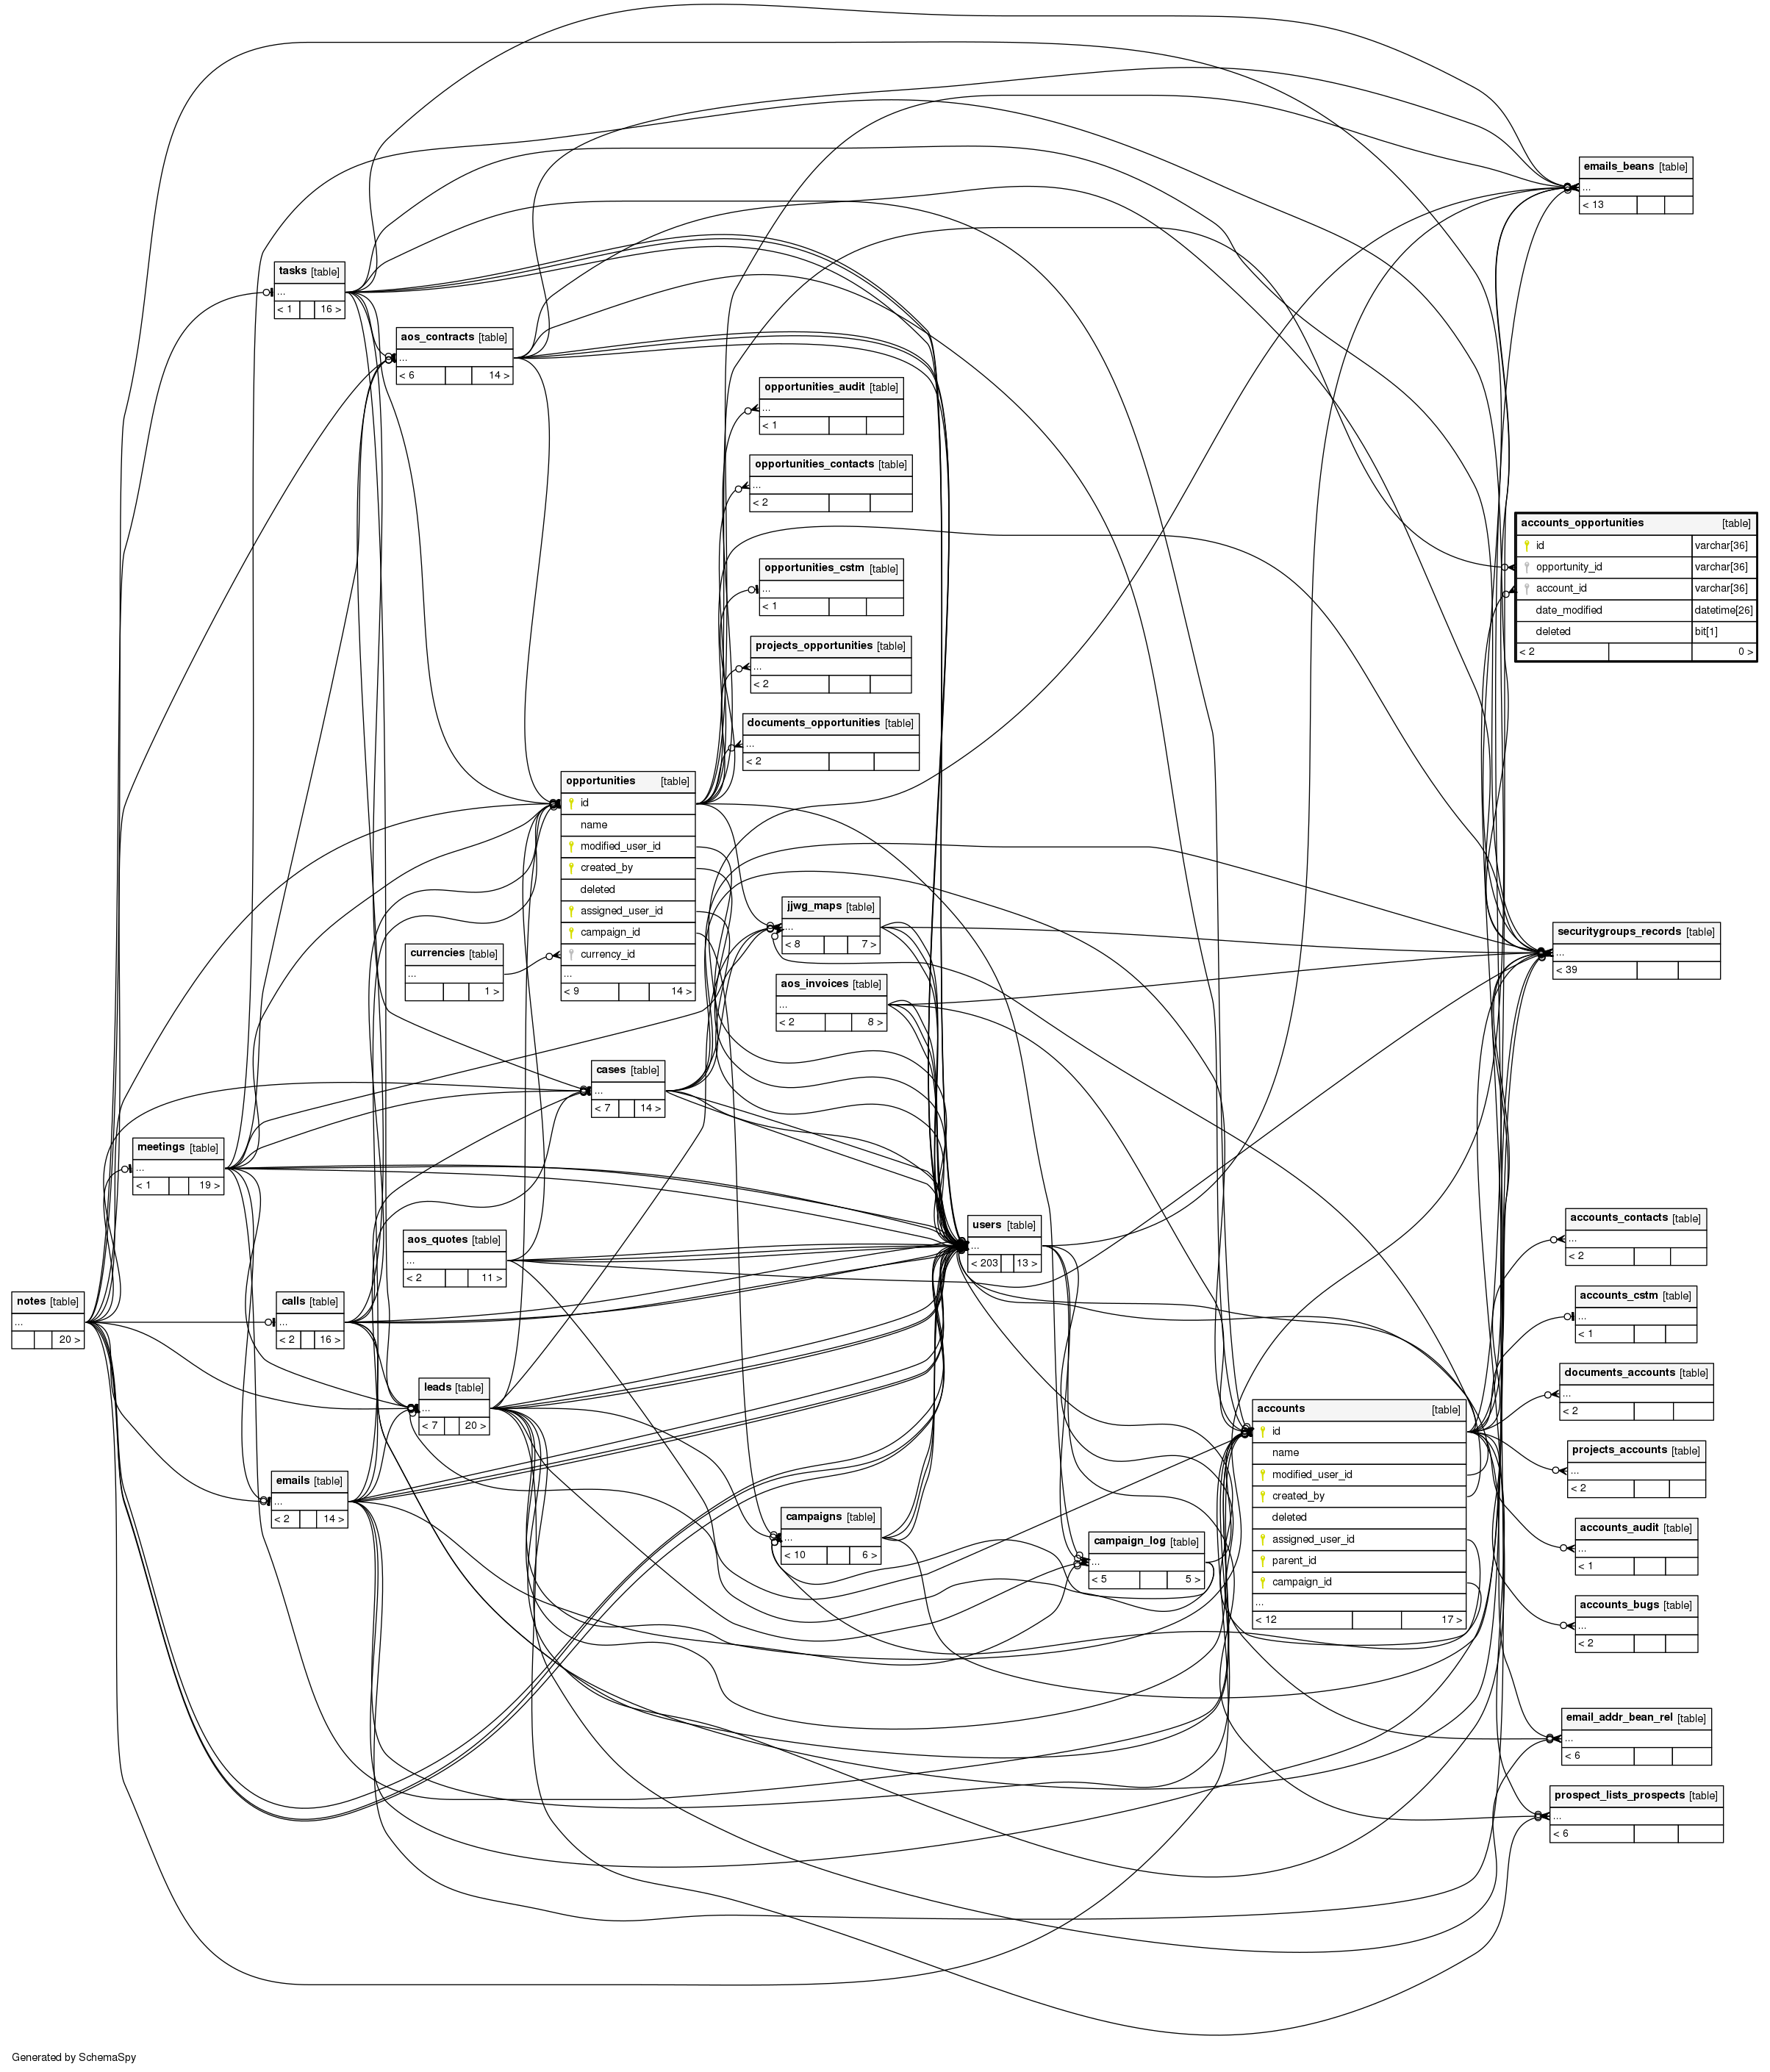 emails_beans [table]
...
< 13
tasks [table]
...
< 1 16 >
aos_contracts [table]
...
< 6 14 >
opportunities_audit [table]
...
< 1
opportunities_contacts [table]
...
< 2
accounts_opportunities [table]
id varchar[36]
opportunity_id varchar[36]
account_id varchar[36]
date_modified datetime[26]
deleted bit[1]
< 2 0 >
opportunities_cstm [table]
...
< 1
projects_opportunities [table]
...
< 2
documents_opportunities [table]
...
< 2
opportunities [table]
id
name
modified_user_id
created_by
deleted
assigned_user_id
campaign_id
currency_id
...
< 9 14 >
jjwg_maps [table]
...
< 8 7 >
securitygroups_records [table]
...
< 39
currencies [table]
...
1 >
aos_invoices [table]
...
< 2 8 >
cases [table]
...
< 7 14 >
meetings [table]
...
< 1 19 >
accounts_contacts [table]
...
< 2
users [table]
...
< 203 13 >
aos_quotes [table]
...
< 2 11 >
notes [table]
...
20 >
calls [table]
...
< 2 16 >
accounts_cstm [table]
...
< 1
documents_accounts [table]
...
< 2
leads [table]
...
< 7 20 >
accounts [table]
id
name
modified_user_id
created_by
deleted
assigned_user_id
parent_id
campaign_id
...
< 12 17 >
projects_accounts [table]
...
< 2
emails [table]
...
< 2 14 >
campaigns [table]
...
< 10 6 >
campaign_log [table]
...
< 5 5 >
accounts_audit [table]
...
< 1
accounts_bugs [table]
...
< 2
email_addr_bean_rel [table]
...
< 6
prospect_lists_prospects [table]
...
< 6
Generated by SchemaSpy